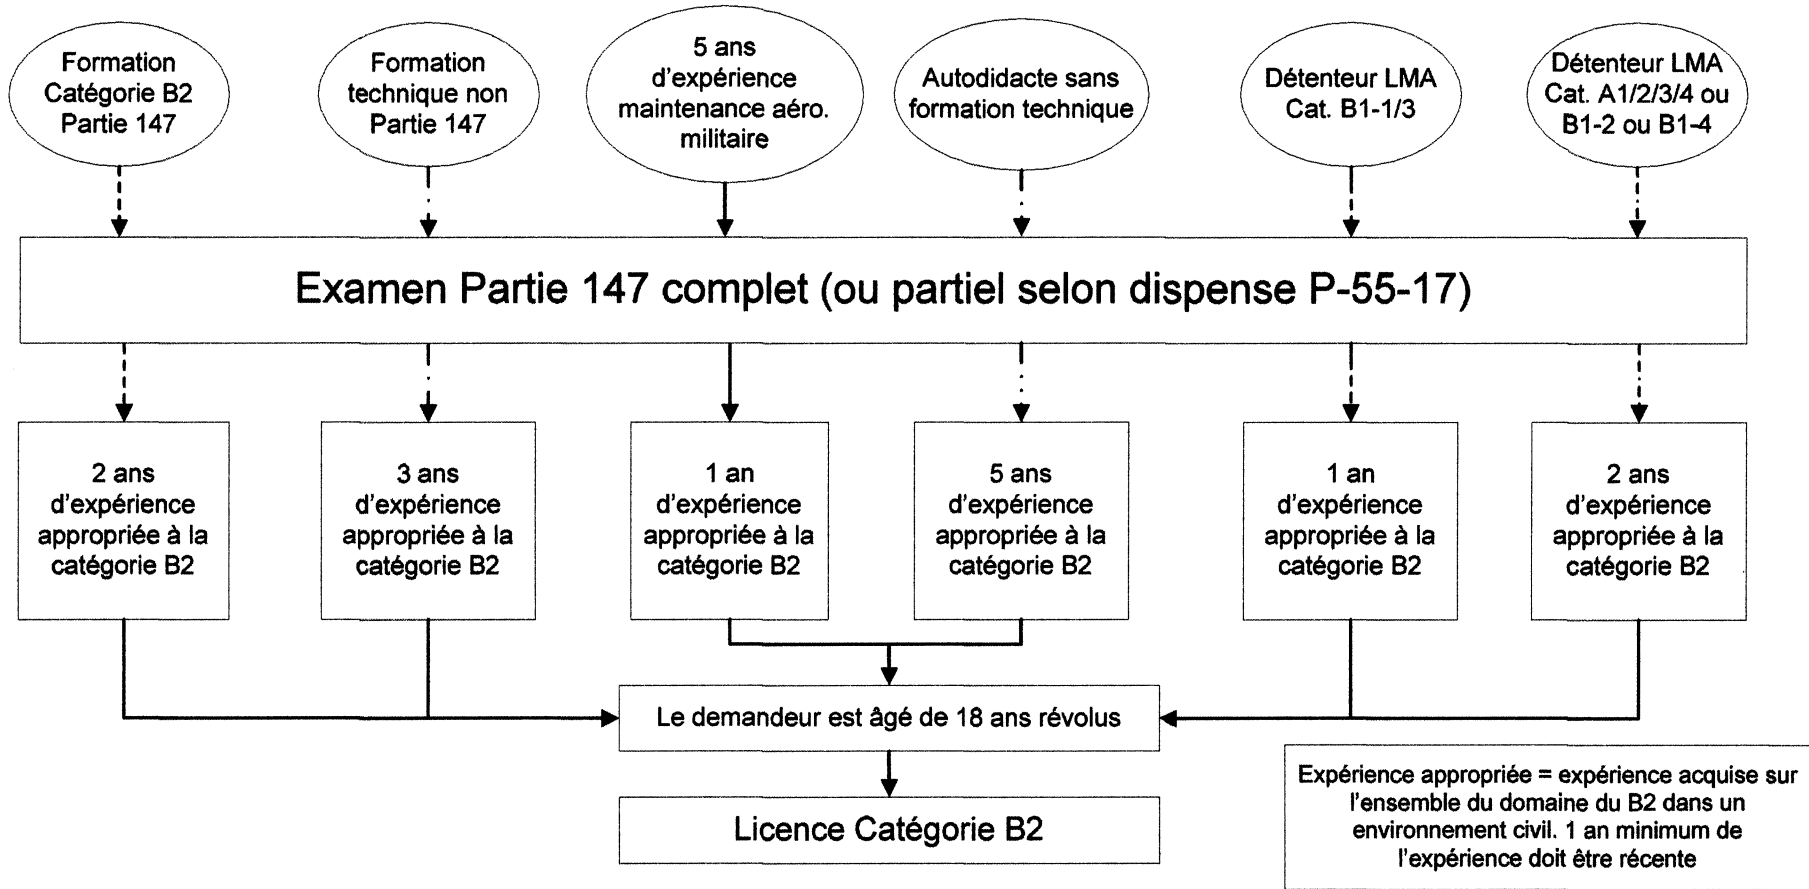 Formation
Catégorie B2
Partie 147
Formation
technique non
Partie 147
5 ans
d'expérience
maintenance aéro.
militaire
Autodidacte sans
formation technique
Détenteur LMA
Cat. B1-1/3
Détenteur LMA
Cat. A1/2/3/4 ou
B1-2 ou B1-4
Examen Partie 147 complet (ou partiel selon dispense P-55-17)
2 ans
d'expérience
appropriée à la
catégorie B2
3 ans
d'expérience
appropriée à la
catégorie B2
1 an
d'expérience
appropriée à la
catégorie B2
5 ans
d'expérience
appropriée à la
catégorie B2
1 an
d'expérience
appropriée à la
catégorie B2
2 ans
d'expérience
appropriée à la
catégorie B2
Le demandeur est âgé de 18 ans révolus
Licence Catégorie B2
Expérience appropriée = expérience acquise sur
l'ensemble du domaine du B2 dans un
environnement civil. 1 an minimum de
l'expérience doit être récente